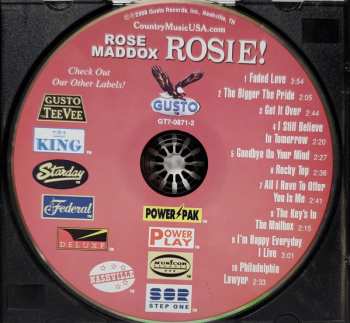 ℗ © 2009 Gusto Records, Inc., Nashville, TN
CountryMusicUSA.com
ROSE
MADDOX ROSIE!
Check Out
Our Other Labels!
GUSTO
TEEVEE
KING
Starday
Federal
DELUXE
NASHVILLE
GUSTO
GT7-0871-2
POWER PAK
POWER
PLAY
MUSICOR
SOR
STEP ONE
1 Faded Love 2:54
2 The Bigger The Pride 2:05
3 Get It Over 2:44
4 I Still Believe
In Tomorrow 2:20
5 Goodbye On Your Mind 2:27
6 Rocky Top 2:36
7 All I Have To Offer
You Is Me 2:41
8 The Key's In
The Mailbox 2:15
9 I'm Happy Everyday
I Live 3:01
10 Philadelphia
Lawyer 2:33